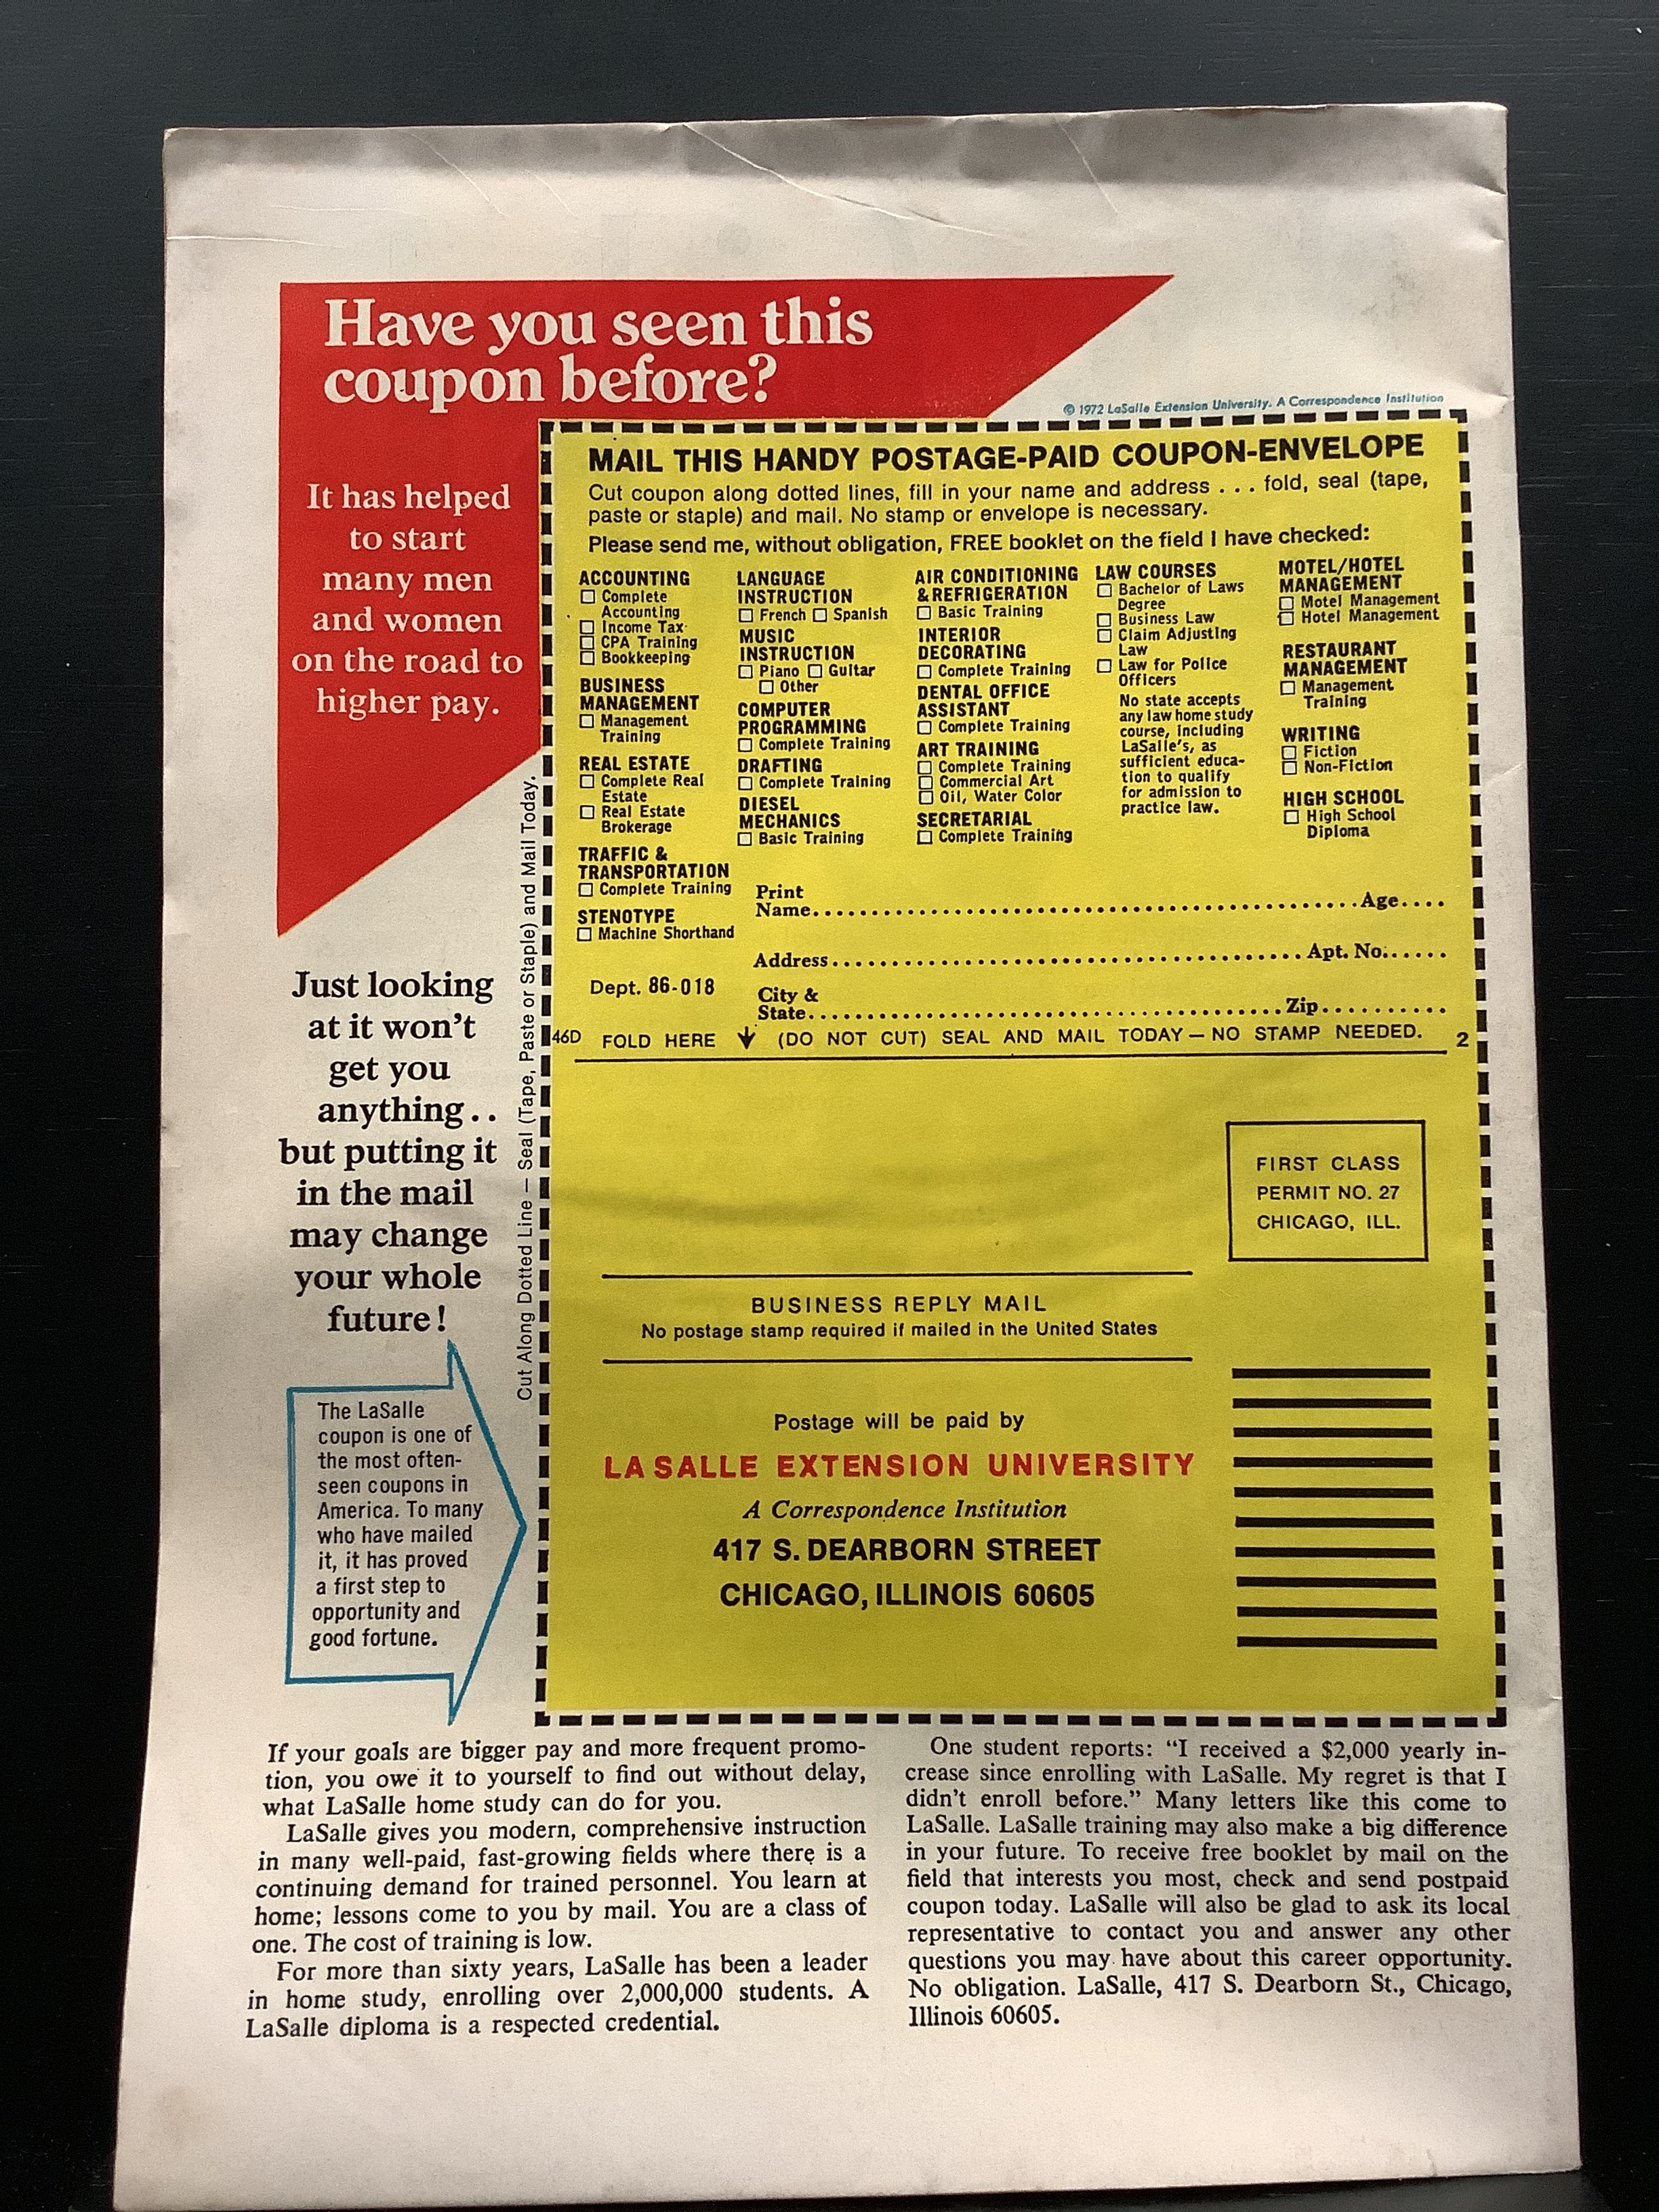 Have you seen this
coupon before?
It has helped
to start
many men
and women
on the road to
higher pay.
Just looking
at it won't
get you
anything..
but putting it
in the mail
may change
your whole
future!
The LaSalle
coupon is one of
the most often-
seen coupons in
America. To many
who have mailed
it, it has proved
a first step to
opportunity and
good fortune.
Cut Along Dotted Line — Seal (Tape, Paste or Staple) and Mail Today.
© 1972 LaSalle Extension University. A Correspondence Institution
MAIL THIS HANDY POSTAGE-PAID COUPON-ENVELOPE
Cut coupon along dotted lines, fill in your name and address . . . fold, seal (tape,
paste or staple) and mail. No stamp or envelope is necessary.
Please send me, without obligation, FREE booklet on the field I have checked:
ACCOUNTING
☐ Complete
Accounting
☐ Income Tax
☐ CPA Training
☐ Bookkeeping
BUSINESS
MANAGEMENT
☐ Management
Training
REAL ESTATE
☐ Complete Real
Estate
☐ Real Estate
Brokerage
TRAFFIC &
TRANSPORTATION
☐ Complete Training
STENOTYPE
☐ Machine Shorthand
LANGUAGE
INSTRUCTION
☐ French ☐ Spanish
MUSIC
INSTRUCTION
☐ Piano ☐ Guitar
☐ Other
COMPUTER
PROGRAMMING
☐ Complete Training
DRAFTING
☐ Complete Training
DIESEL
MECHANICS
☐ Basic Training
AIR CONDITIONING
& REFRIGERATION
☐ Basic Training
INTERIOR
DECORATING
☐ Complete Training
DENTAL OFFICE
ASSISTANT
☐ Complete Training
ART TRAINING
☐ Complete Training
☐ Commercial Art
☐ Oil, Water Color
SECRETARIAL
☐ Complete Training
LAW COURSES
☐ Bachelor of Laws
Degree
☐ Business Law
☐ Claim Adjusting
Law
☐ Law for Police
Officers
No state accepts
any law home study
course, including
LaSalle's, as
sufficient educa-
tion to qualify
for admission to
practice law.
MOTEL/HOTEL
MANAGEMENT
☐ Motel Management
☐ Hotel Management
RESTAURANT
MANAGEMENT
☐ Management
Training
WRITING
☐ Fiction
☐ Non-Fiction
HIGH SCHOOL
☐ High School
Diploma
Print
Name.......... Age....
Address.......... Apt. No......
Dept. 86-018
City &
State.......... Zip..........
46D FOLD HERE ↓ (DO NOT CUT) SEAL AND MAIL TODAY — NO STAMP NEEDED. 2
FIRST CLASS
PERMIT NO. 27
CHICAGO, ILL.
BUSINESS REPLY MAIL
No postage stamp required if mailed in the United States
Postage will be paid by
LA SALLE EXTENSION UNIVERSITY
A Correspondence Institution
417 S. DEARBORN STREET
CHICAGO, ILLINOIS 60605
If your goals are bigger pay and more frequent promo-
tion, you owe it to yourself to find out without delay,
what LaSalle home study can do for you.
LaSalle gives you modern, comprehensive instruction
in many well-paid, fast-growing fields where there is a
continuing demand for trained personnel. You learn at
home; lessons come to you by mail. You are a class of
one. The cost of training is low.
For more than sixty years, LaSalle has been a leader
in home study, enrolling over 2,000,000 students. A
LaSalle diploma is a respected credential.
One student reports: “I received a $2,000 yearly in-
crease since enrolling with LaSalle. My regret is that I
didn't enroll before.” Many letters like this come to
LaSalle. LaSalle training may also make a big difference
in your future. To receive free booklet by mail on the
field that interests you most, check and send postpaid
coupon today. LaSalle will also be glad to ask its local
representative to contact you and answer any other
questions you may have about this career opportunity.
No obligation. LaSalle, 417 S. Dearborn St., Chicago,
Illinois 60605.